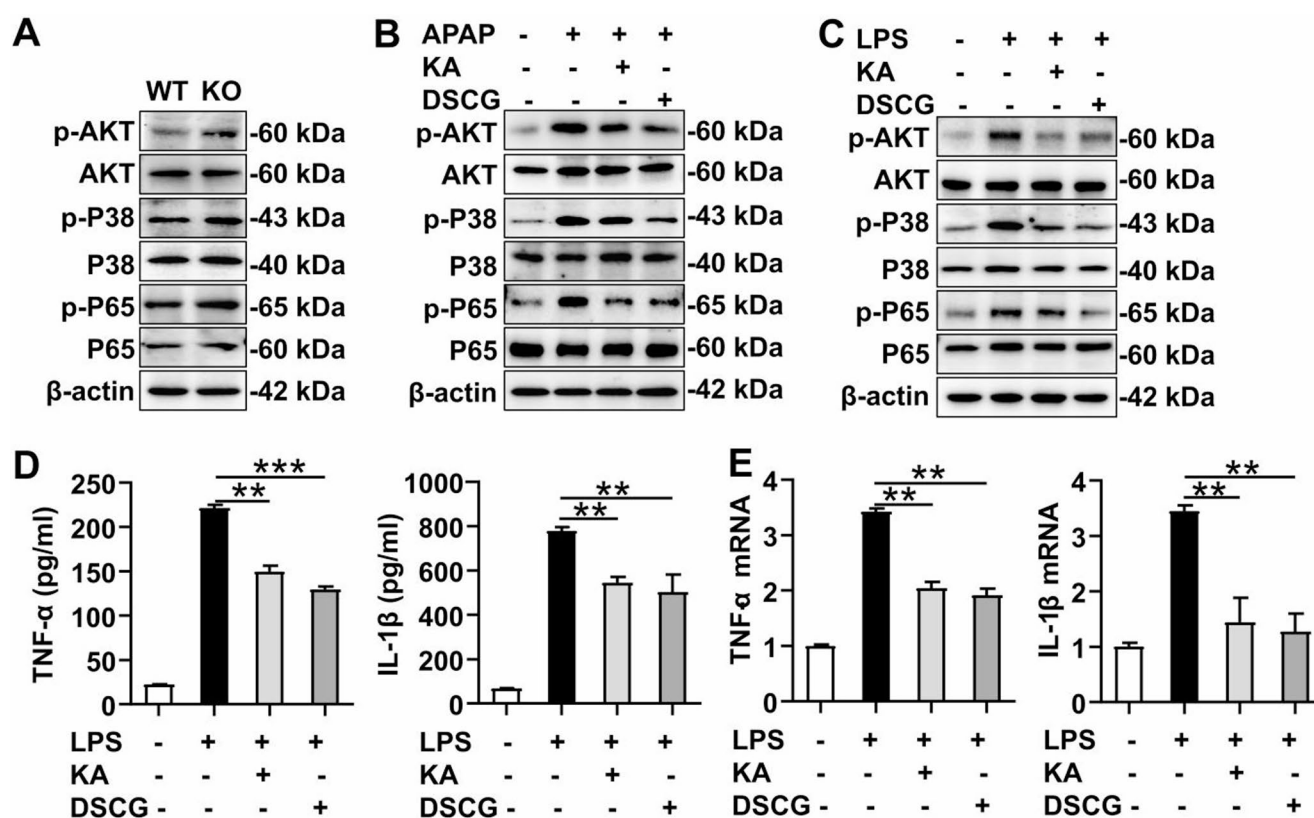 A
WT KO
p-AKT -60 kDa
AKT -60 kDa
p-P38 -43 kDa
P38 -40 kDa
p-P65 -65 kDa
P65 -60 kDa
β-actin -42 kDa
B
APAP - + + +
KA - - + -
DSCG - - - +
p-AKT -60 kDa
AKT -60 kDa
p-P38 -43 kDa
P38 -40 kDa
p-P65 -65 kDa
P65 -60 kDa
β-actin -42 kDa
C
LPS - + + +
KA - - + -
DSCG - - - +
p-AKT -60 kDa
AKT -60 kDa
p-P38 -43 kDa
P38 -40 kDa
p-P65 -65 kDa
P65 -60 kDa
β-actin -42 kDa
D
TNF-α (pg/ml)
250
200
150
100
50
0
***
**
LPS - + + +
KA - - + -
DSCG - - - +
IL-1β (pg/ml)
1000
800
600
400
200
0
**
**
LPS - + + +
KA - - + -
DSCG - - - +
E
TNF-α mRNA
4
3
2
1
0
**
**
LPS - + + +
KA - - + -
DSCG - - - +
IL-1β mRNA
4
3
2
1
0
**
**
LPS - + + +
KA - - + -
DSCG - - - +